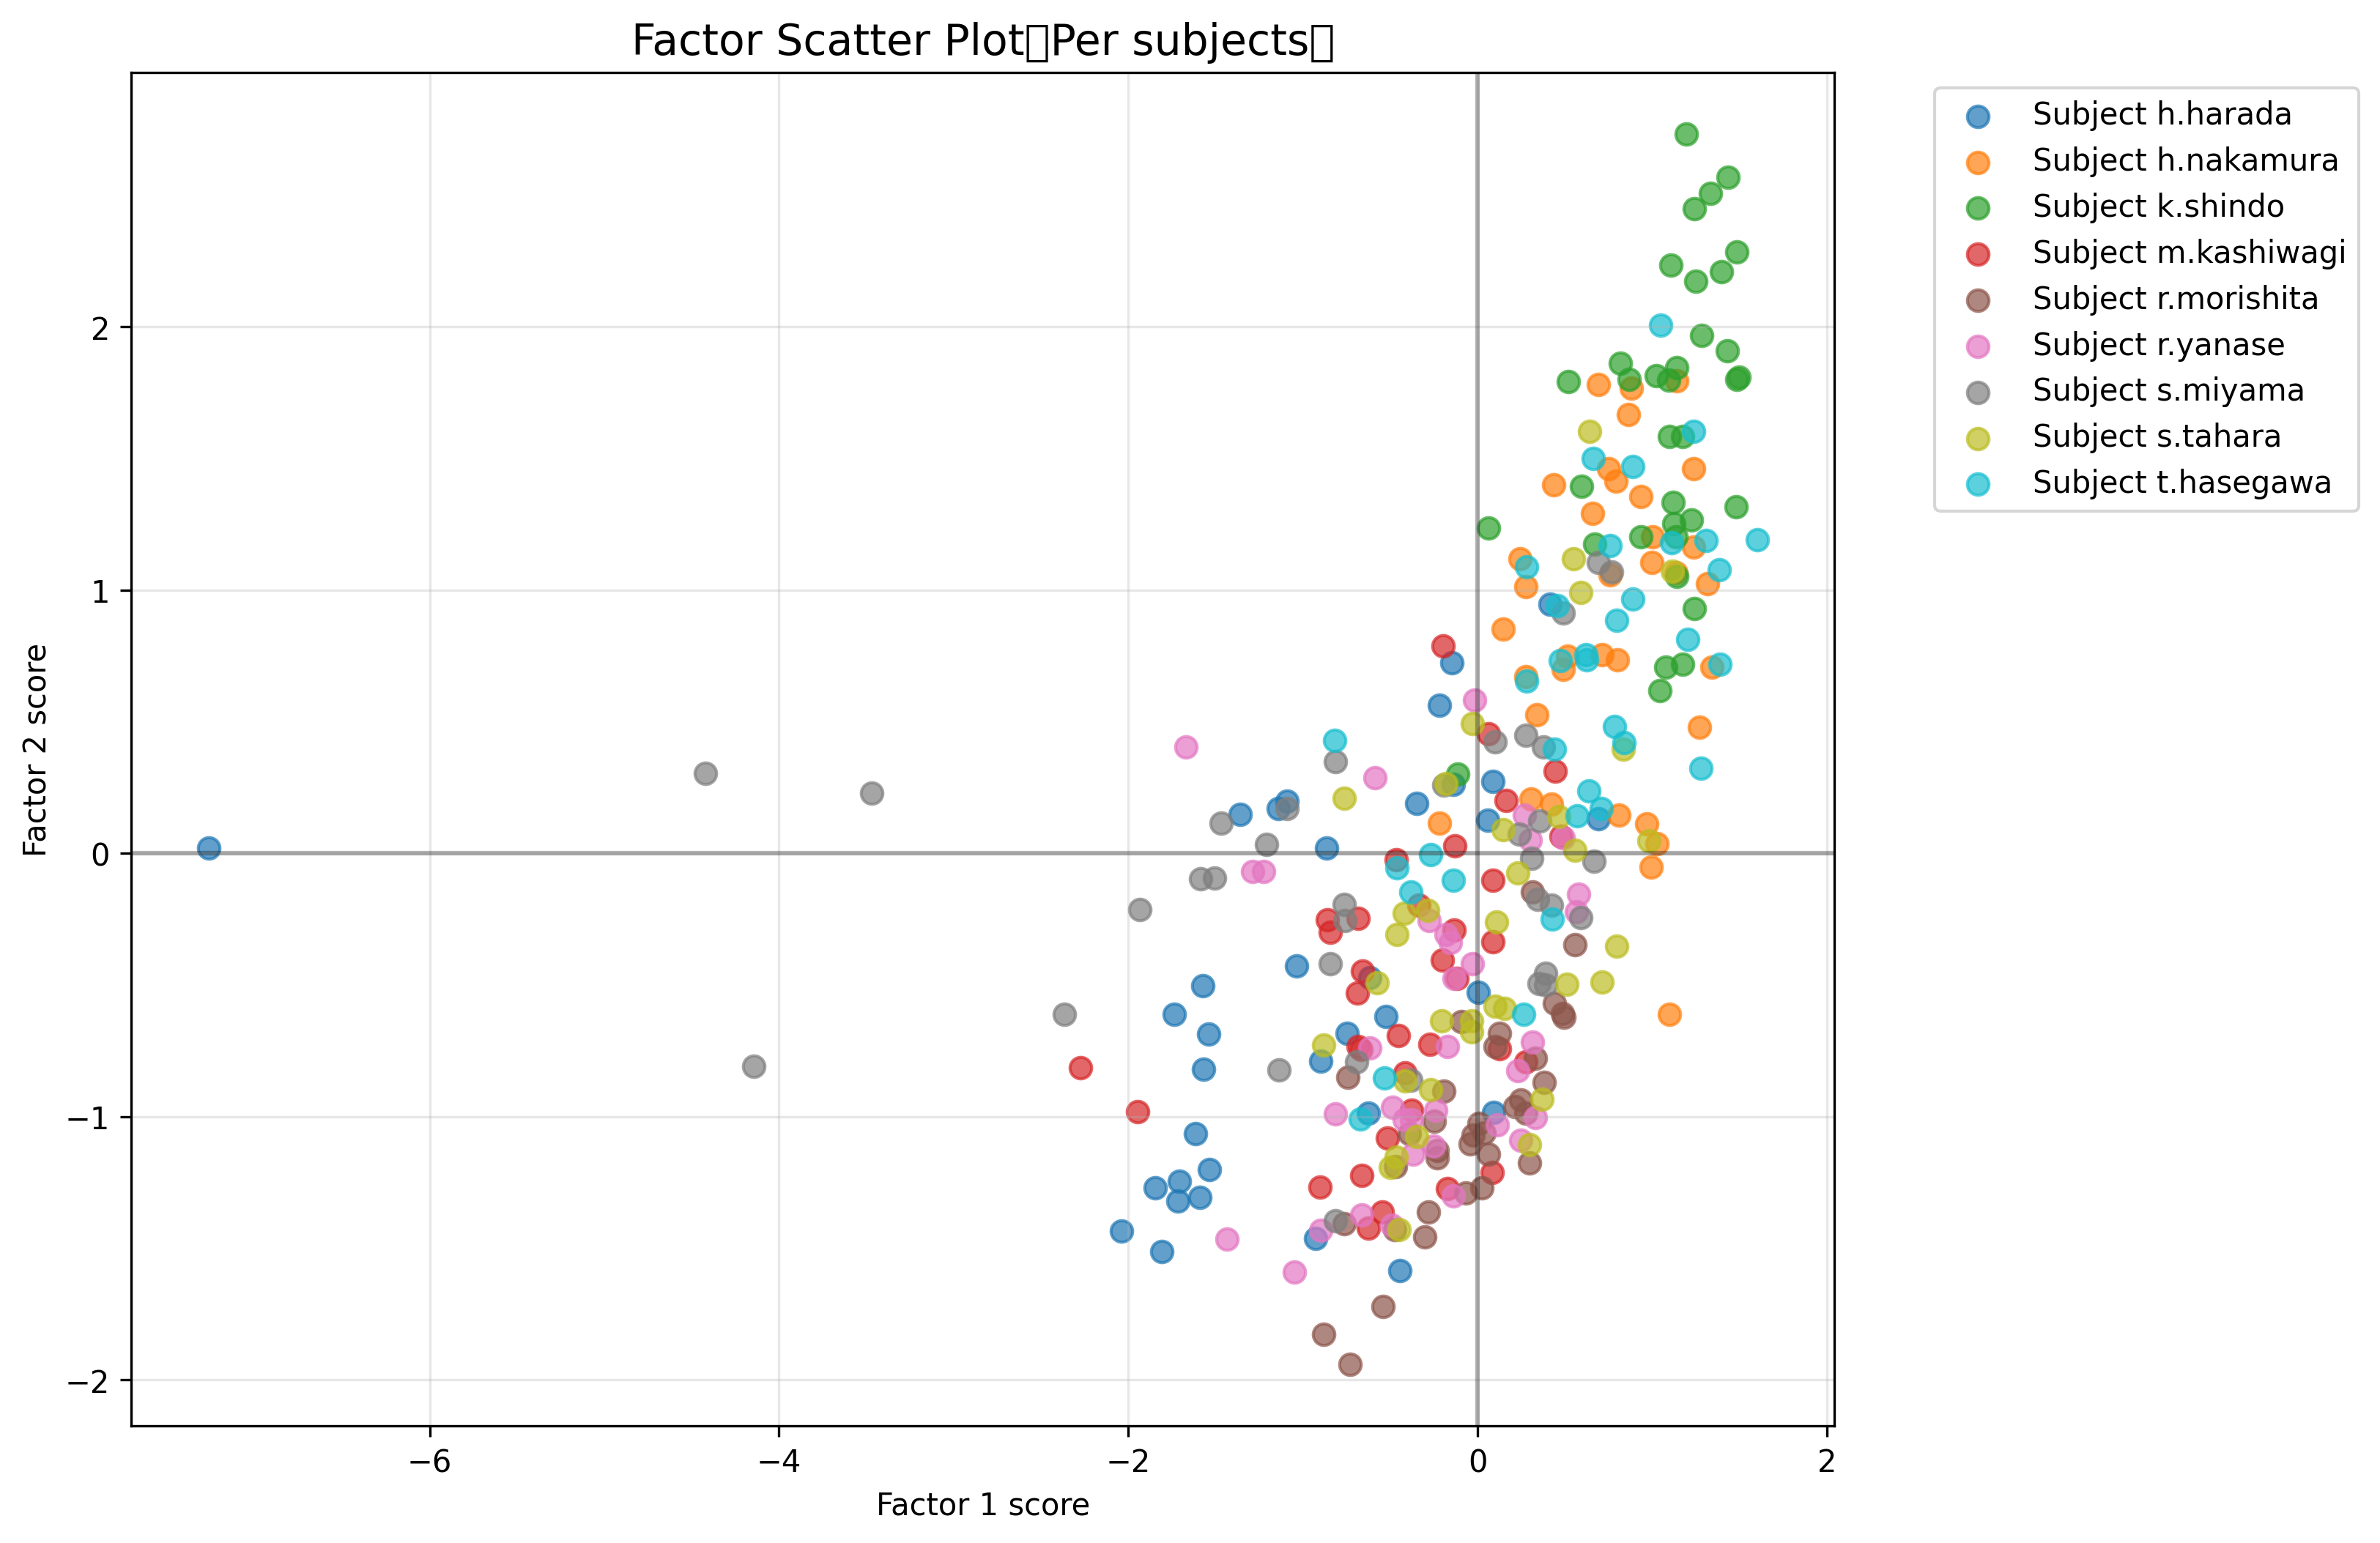 Factor Scatter Plot▯Per subjects▯
Subject h.harada
Subject h.nakamura
Subject k.shindo
Subject m.kashiwagi
Subject r.morishita
Subject r.yanase
Subject s.miyama
Subject s.tahara
Subject t.hasegawa
Factor 2 score
2
1
0
−1
−2
−6
−4
−2
0
2
Factor 1 score